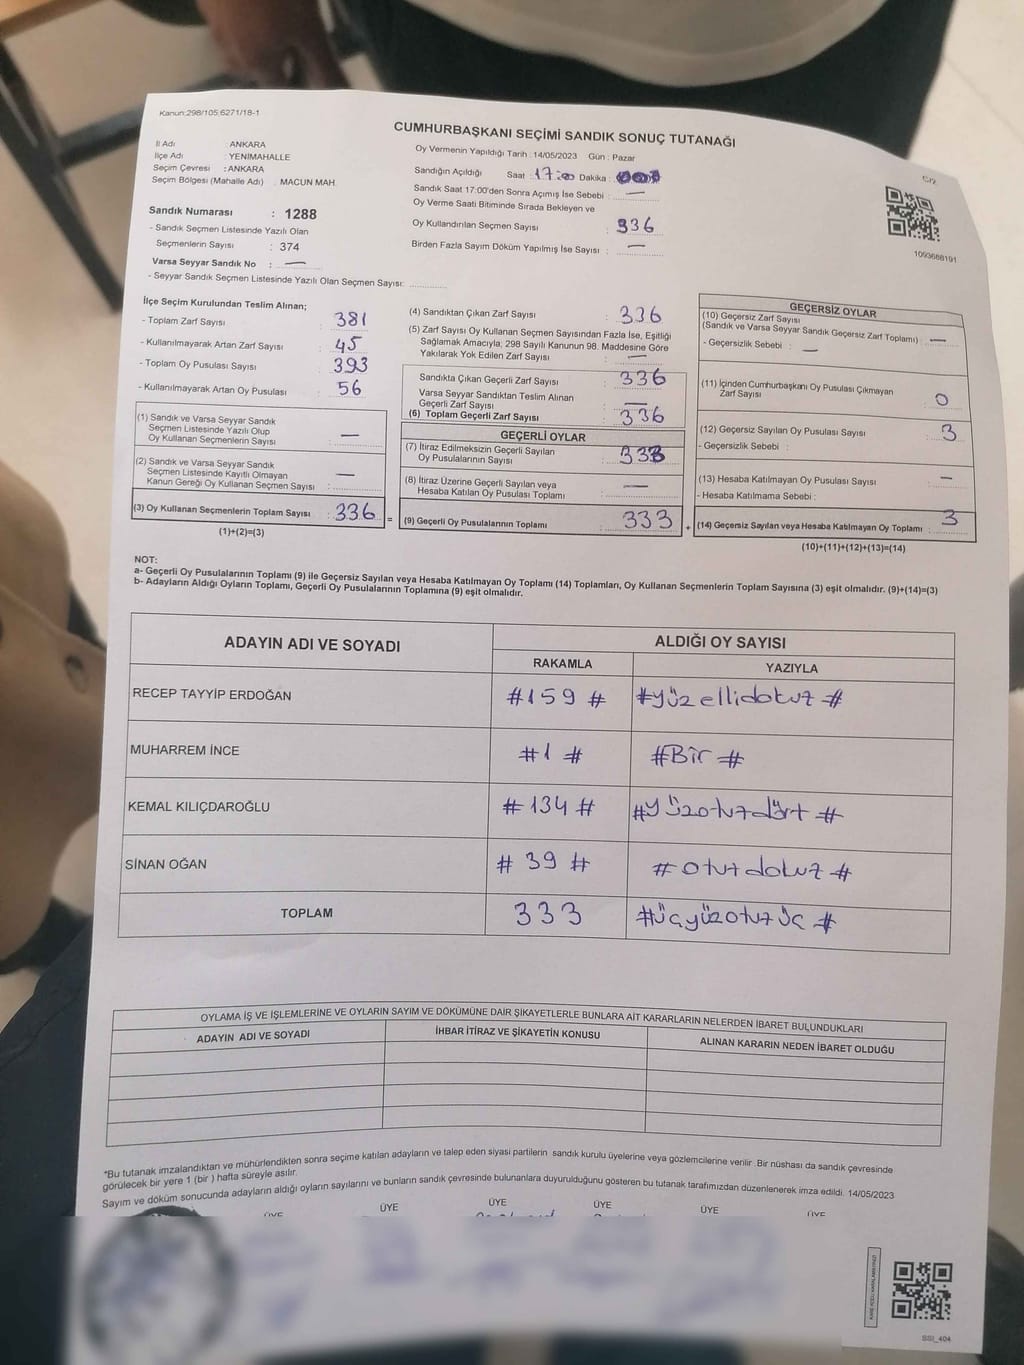 Kanun:298/105;6271/18-1
CUMHURBAŞKANI SEÇİMİ SANDIK SONUÇ TUTANAĞI
İl Adı : ANKARA
İlçe Adı : YENİMAHALLE
Seçim Çevresi : ANKARA
Seçim Bölgesi (Mahalle Adı) : MACUN MAH.
Oy Vermenin Yapıldığı Tarih : 14/05/2023 Gün : Pazar
Sandığın Açıldığı Saat : 17:00 Dakika :
Sandık Saat 17:00'den Sonra Açımış İse Sebebi : —
Oy Verme Saati Bitiminde Sırada Bekleyen ve
Oy Kullandırılan Seçmen Sayısı : 336
Birden Fazla Sayım Döküm Yapılmış İse Sayısı : —
1093688191
Sandık Numarası : 1288
- Sandık Seçmen Listesinde Yazılı Olan
Seçmenlerin Sayısı : 374
Varsa Seyyar Sandık No : —
- Seyyar Sandık Seçmen Listesinde Yazılı Olan Seçmen Sayısı:
İlçe Seçim Kurulundan Teslim Alınan;
- Toplam Zarf Sayısı : 381
- Kullanılmayarak Artan Zarf Sayısı : 45
- Toplam Oy Pusulası Sayısı : 393
- Kullanılmayarak Artan Oy Pusulası : 56
(1) Sandık ve Varsa Seyyar Sandık
Seçmen Listesinde Yazılı Olup
Oy Kullanan Seçmenlerin Sayısı : —
(2) Sandık ve Varsa Seyyar Sandık
Seçmen Listesinde Kayıtlı Olmayan
Kanun Gereği Oy Kullanan Seçmen Sayısı : —
(3) Oy Kullanan Seçmenlerin Toplam Sayısı : 336 =
(1)+(2)=(3)
(4) Sandıktan Çıkan Zarf Sayısı : 336
(5) Zarf Sayısı Oy Kullanan Seçmen Sayısından Fazla İse, Eşitliği
Sağlamak Amacıyla; 298 Sayılı Kanunun 98. Maddesine Göre
Yakılarak Yok Edilen Zarf Sayısı : —
Sandıkta Çıkan Geçerli Zarf Sayısı : 336
Varsa Seyyar Sandıktan Teslim Alınan
Geçerli Zarf Sayısı : —
(6) Toplam Geçerli Zarf Sayısı : 336
GEÇERLİ OYLAR
(7) İtiraz Edilmeksizin Geçerli Sayılan
Oy Pusulalarının Sayısı : 333
(8) İtiraz Üzerine Geçerli Sayılan veya
Hesaba Katılan Oy Pusulası Toplamı : —
(9) Geçerli Oy Pusulalarının Toplamı : 333 +
GEÇERSİZ OYLAR
(10) Geçersiz Zarf Sayısı
(Sandık ve Varsa Seyyar Sandık Geçersiz Zarf Toplamı) : —
- Geçersizlik Sebebi : —
(11) İçinden Cumhurbaşkanı Oy Pusulası Çıkmayan
Zarf Sayısı : 0
(12) Geçersiz Sayılan Oy Pusulası Sayısı : 3
- Geçersizlik Sebebi :
(13) Hesaba Katılmayan Oy Pusulası Sayısı : —
- Hesaba Katılmama Sebebi :
(14) Geçersiz Sayılan veya Hesaba Katılmayan Oy Toplamı : 3
(10)+(11)+(12)+(13)=(14)
NOT:
a- Geçerli Oy Pusulalarının Toplamı (9) ile Geçersiz Sayılan veya Hesaba Katılmayan Oy Toplamı (14) Toplamları, Oy Kullanan Seçmenlerin Toplam Sayısına (3) eşit olmalıdır. (9)+(14)=(3)
b- Adayların Aldığı Oyların Toplamı, Geçerli Oy Pusulalarının Toplamına (9) eşit olmalıdır.
ADAYIN ADI VE SOYADI ALDIĞI OY SAYISI
RAKAMLA YAZIYLA
RECEP TAYYİP ERDOĞAN #159# #yüzellidokuz#
MUHARREM İNCE #1# #Bir#
KEMAL KILIÇDAROĞLU #134# #yüzotuzdört#
SİNAN OĞAN #39# #otuzdokuz#
TOPLAM 333 #üçyüzotuzüç#
OYLAMA İŞ VE İŞLEMLERİNE VE OYLARIN SAYIM VE DÖKÜMÜNE DAİR ŞİKAYETLERLE BUNLARA AİT KARARLARIN NELERDEN İBARET BULUNDUKLARI
ADAYIN ADI VE SOYADI İHBAR İTİRAZ VE ŞİKAYETİN KONUSU ALINAN KARARIN NEDEN İBARET OLDUĞU
*Bu tutanak imzalandıktan ve mühürlendikten sonra seçime katılan adayların ve talep eden siyasi partilerin sandık kurulu üyelerine veya gözlemcilerine verilir. Bir nüshası da sandık çevresinde
görülecek bir yere 1 (bir) hafta süreyle asılır.
Sayım ve döküm sonucunda adayların aldığı oyların sayılarını ve bunların sandık çevresinde bulunanlara duyurulduğunu gösteren bu tutanak tarafımızdan düzenlenerek imza edildi. 14/05/2023
ÜYE ÜYE ÜYE ÜYE ÜYE ÜYE
SSI_404